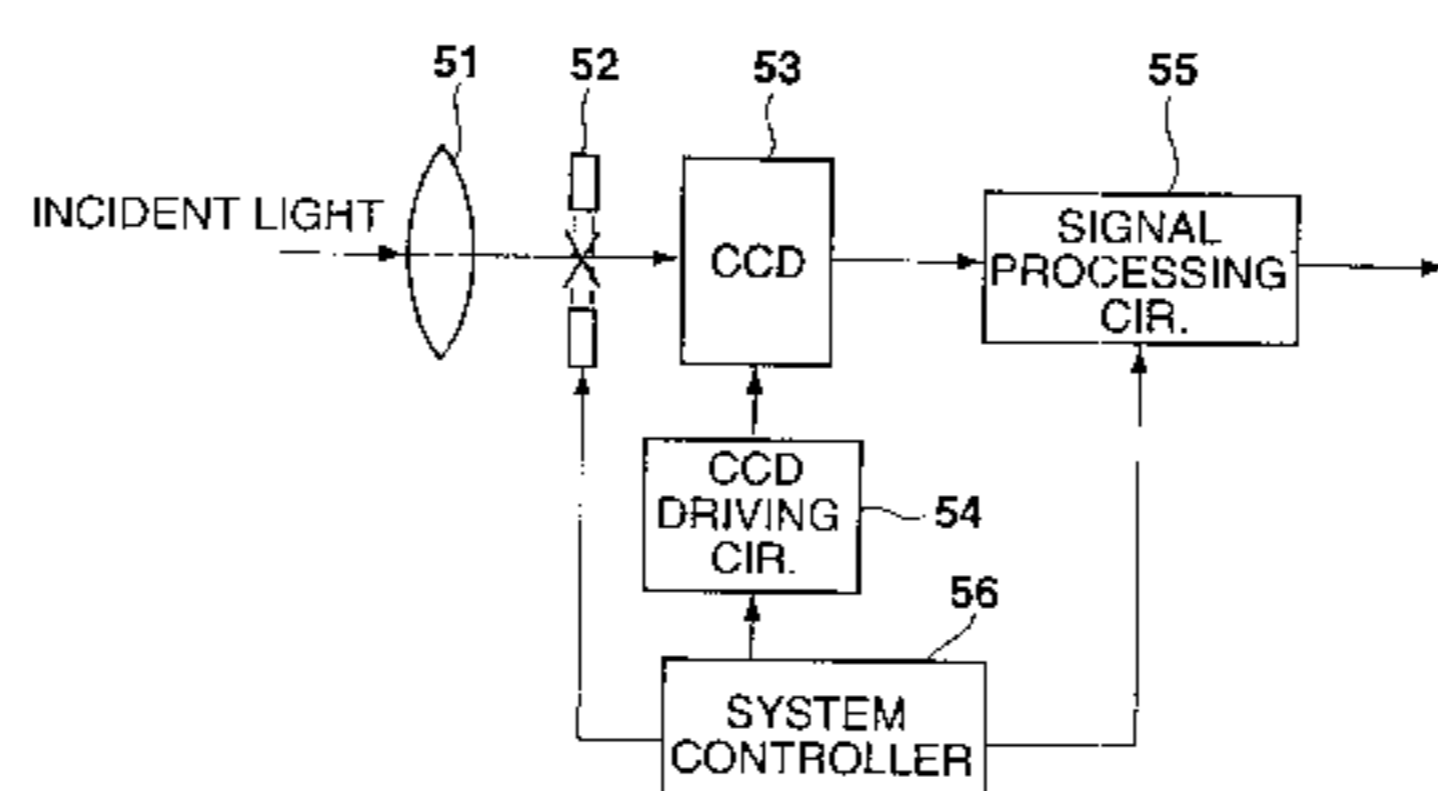 51
52
53
55
INCIDENT LIGHT
CCD
SIGNAL
PROCESSING
CIR.
CCD
DRIVING
CIR.
54
56
SYSTEM
CONTROLLER